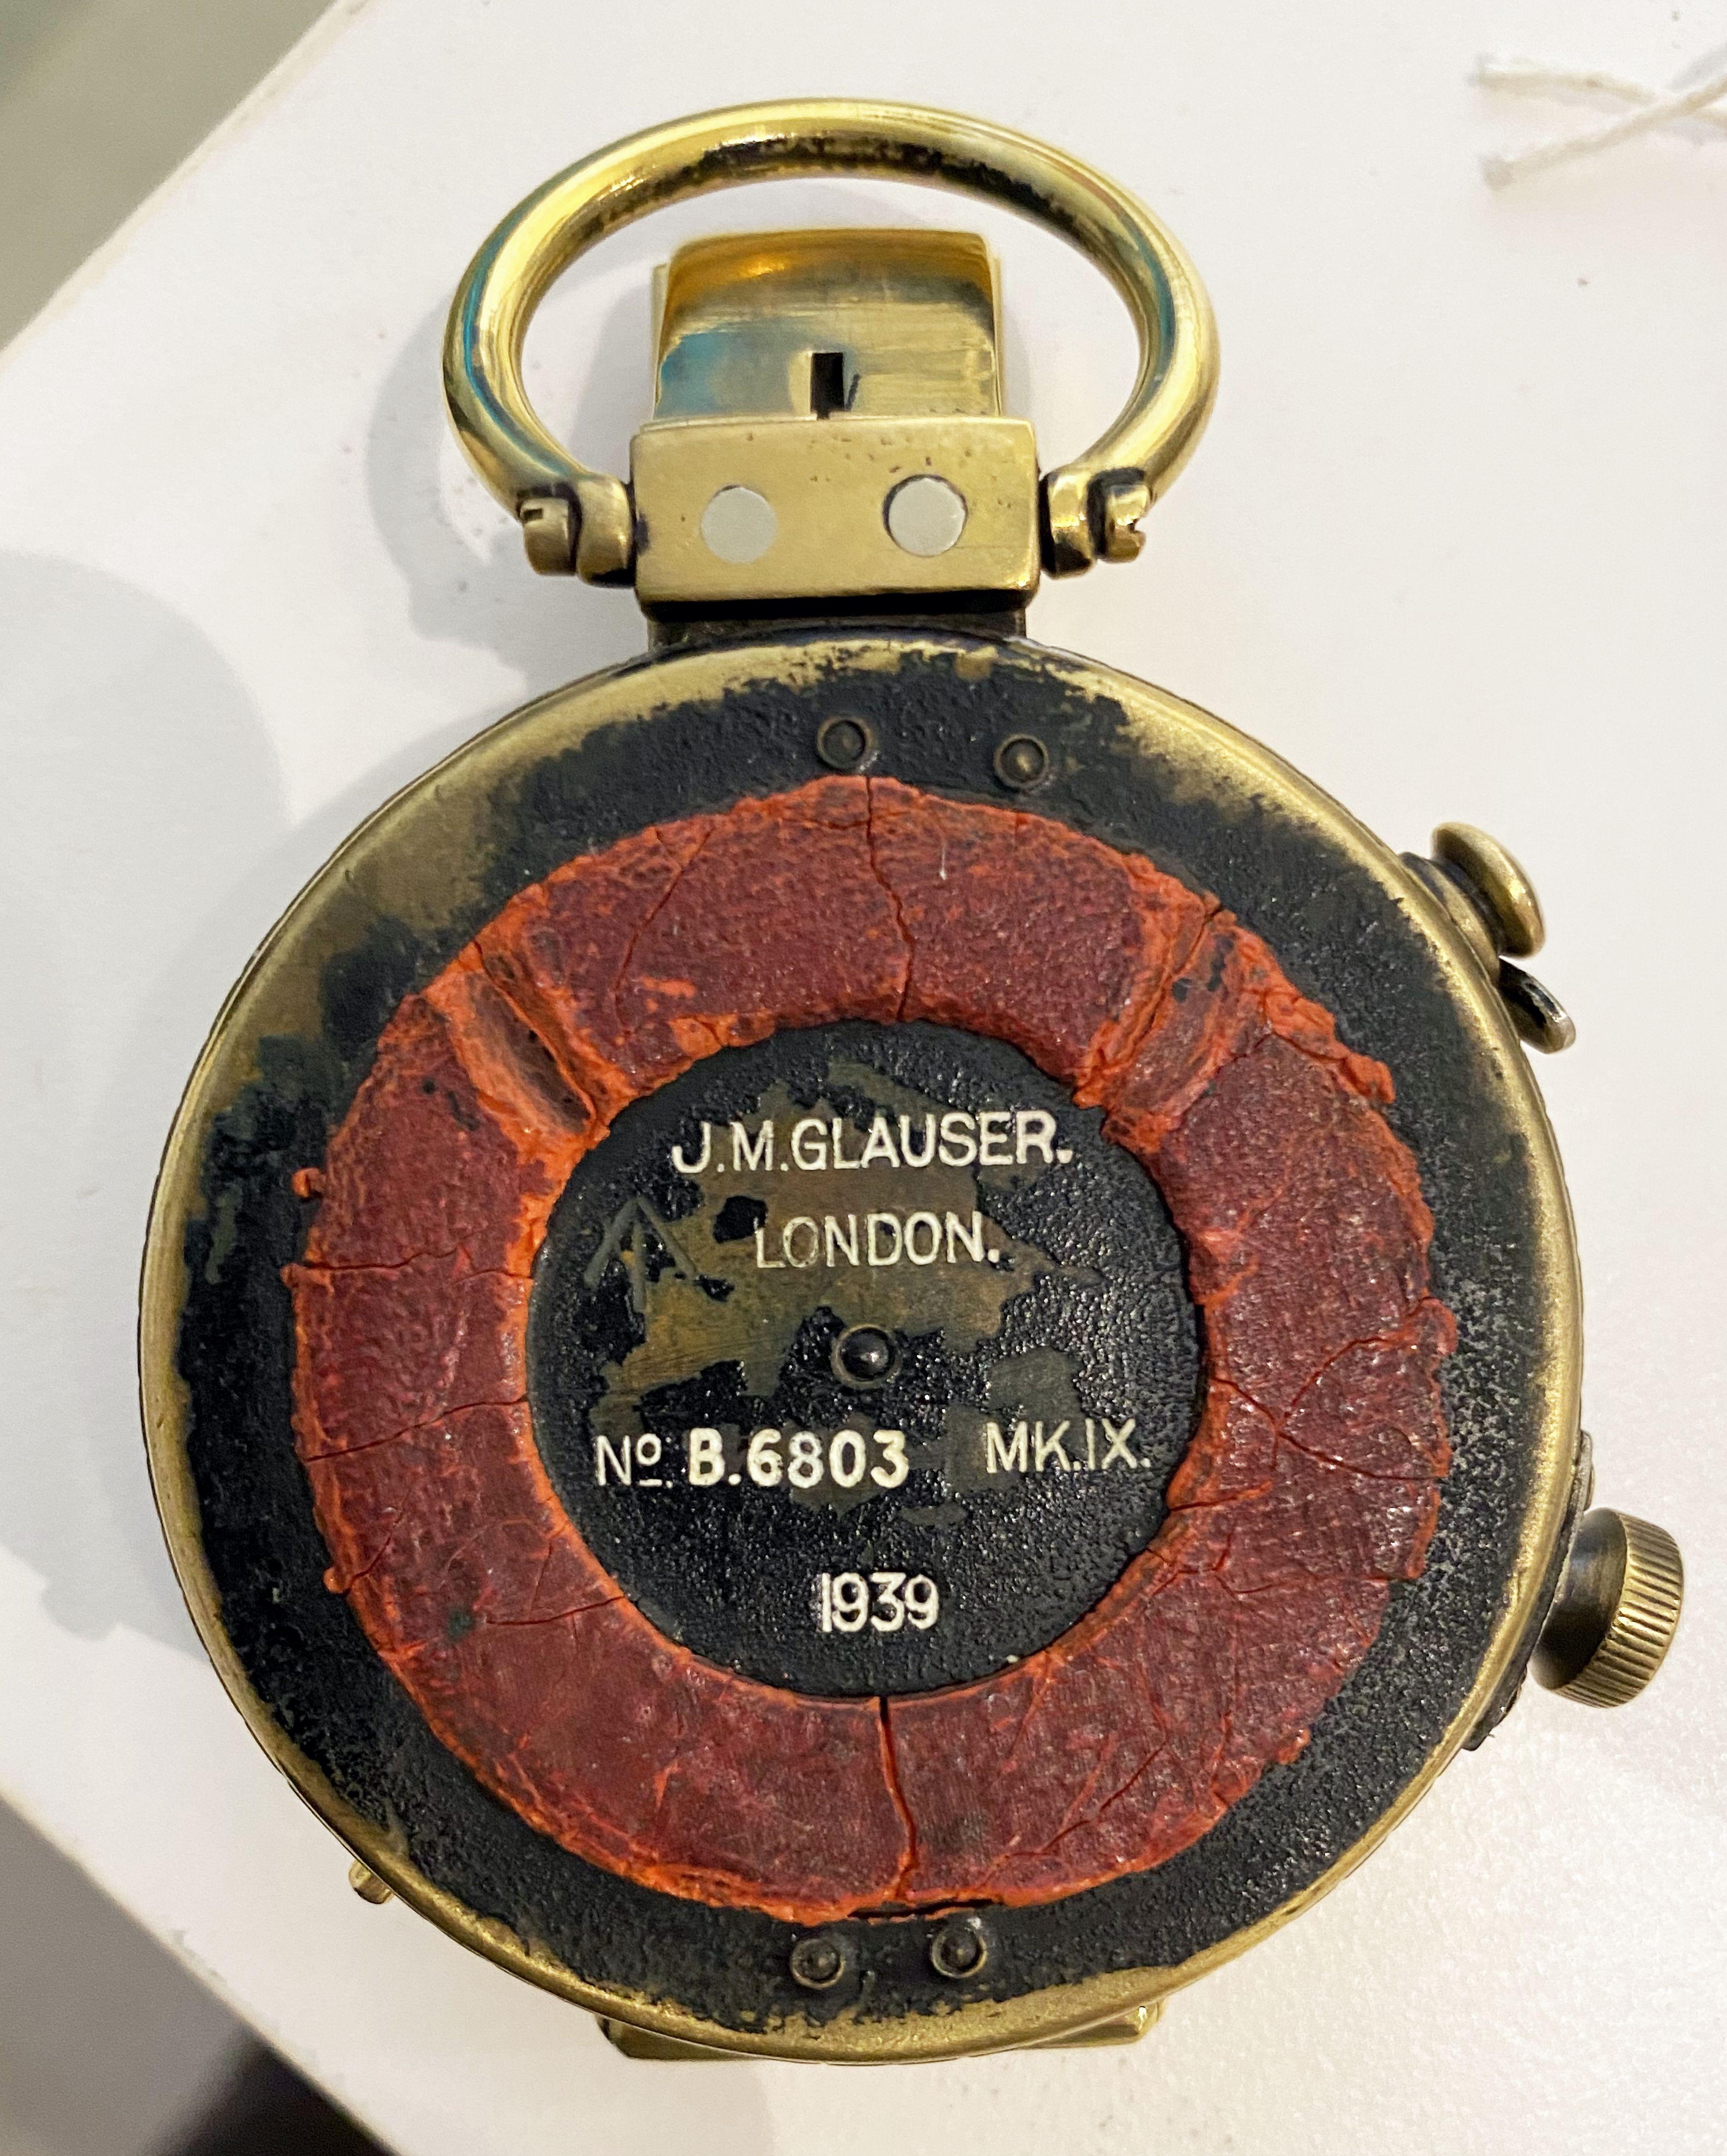 J.M.GLAUSER.
LONDON.
Nº B.6803 MK.IX.
1939